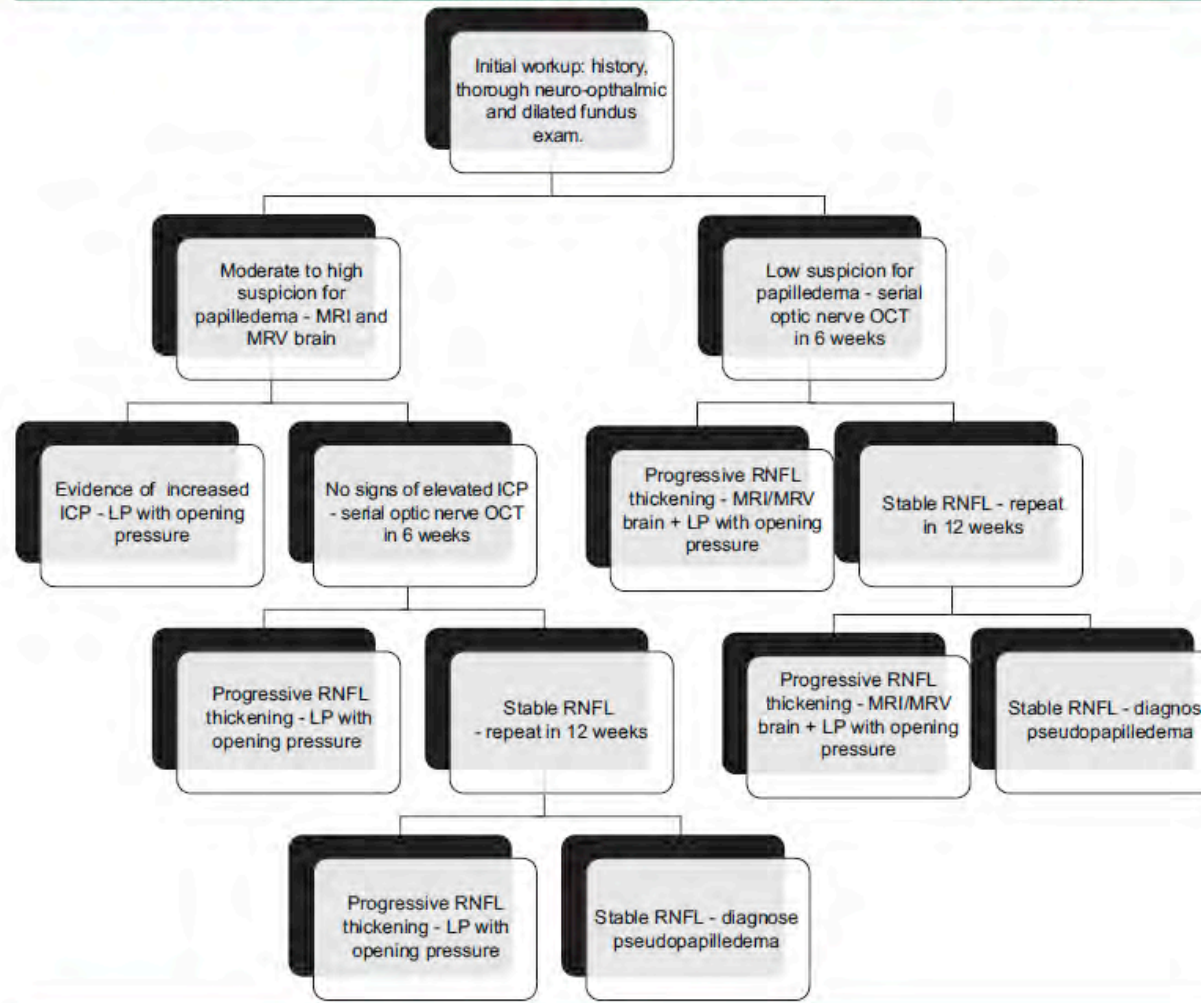 Initial workup: history,
thorough neuro-opthalmic
and dilated fundus
exam.
Moderate to high
suspicion for
papilledema - MRI and
MRV brain
Low suspicion for
papilledema - serial
optic nerve OCT
in 6 weeks
Evidence of increased
ICP - LP with opening
pressure
No signs of elevated ICP
- serial optic nerve OCT
in 6 weeks
Progressive RNFL
thickening - MRI/MRV
brain + LP with opening
pressure
Stable RNFL - repeat
in 12 weeks
Progressive RNFL
thickening - LP with
opening pressure
Stable RNFL
- repeat in 12 weeks
Progressive RNFL
thickening - MRI/MRV
brain + LP with opening
pressure
Stable RNFL - diagnose
pseudopapilledema
Progressive RNFL
thickening - LP with
opening pressure
Stable RNFL - diagnose
pseudopapilledema